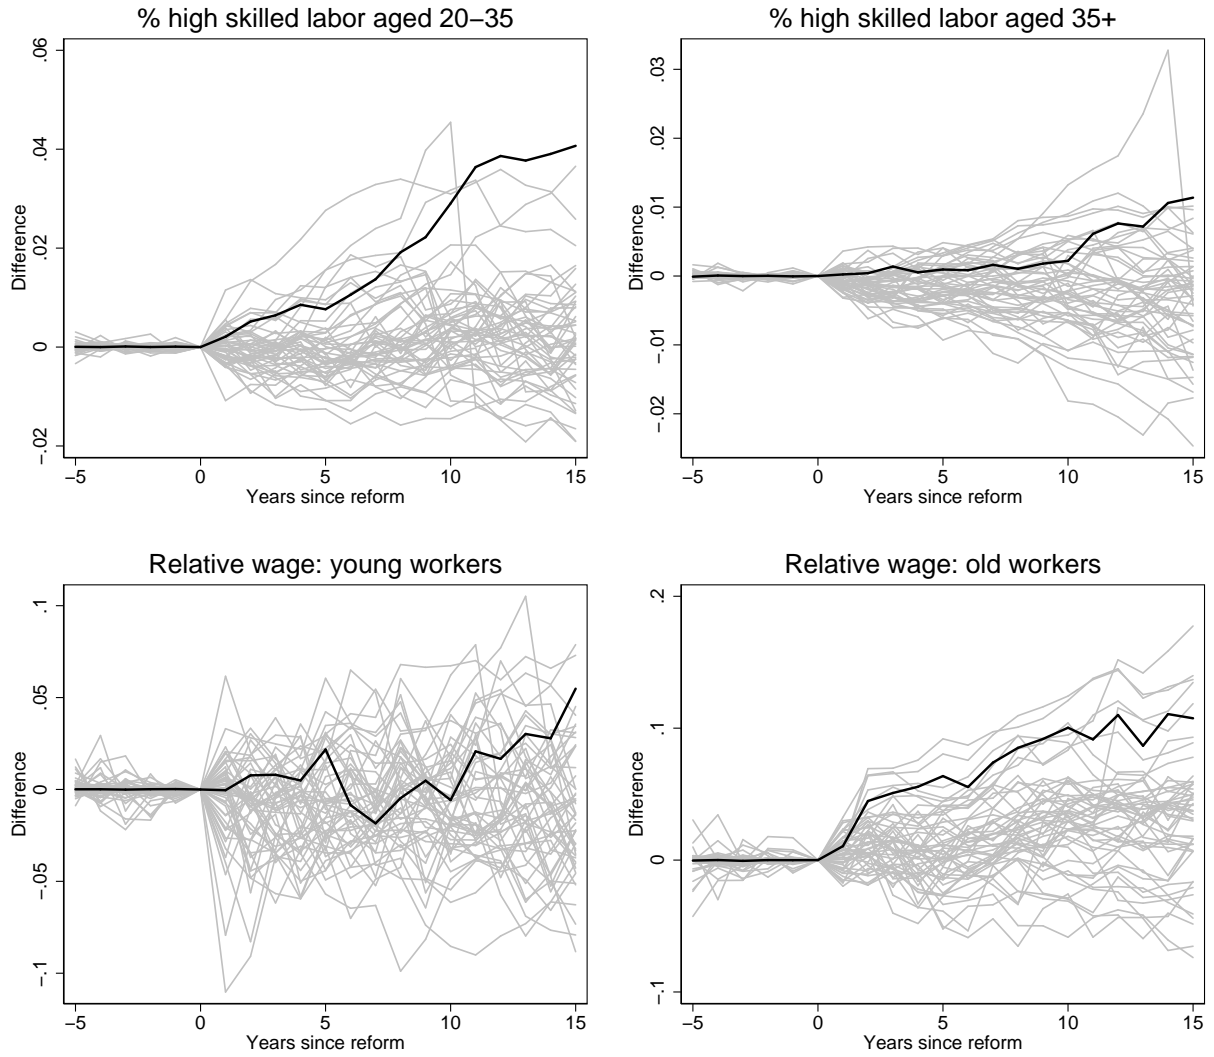 % high skilled labor aged 20−35
.06
.04
.02
0
−.02
Difference
−5 0 5 10 15
Years since reform
% high skilled labor aged 35+
.03
.02
.01
0
−.01
−.02
Difference
−5 0 5 10 15
Years since reform
Relative wage: young workers
.1
.05
0
−.05
−.1
Difference
−5 0 5 10 15
Years since reform
Relative wage: old workers
.2
.1
0
−.1
Difference
−5 0 5 10 15
Years since reform